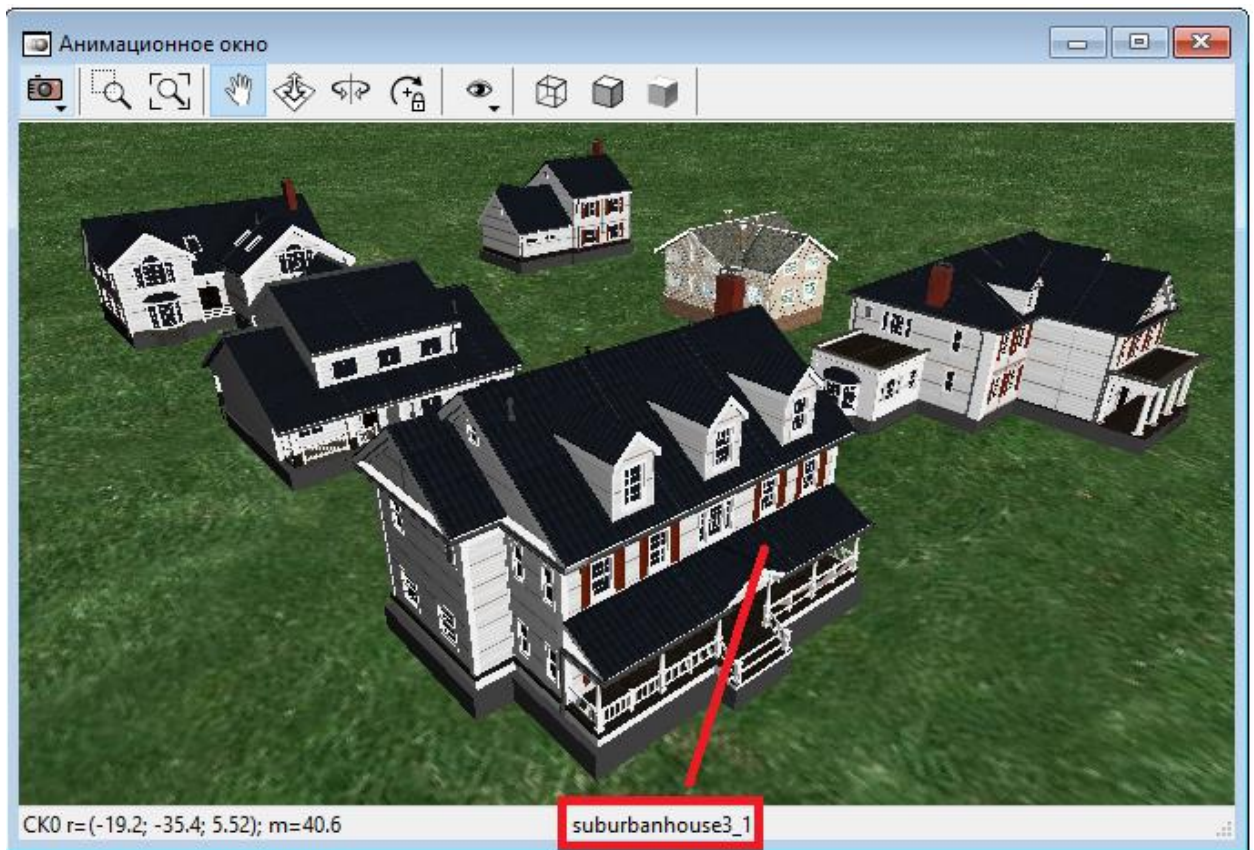 Анимационное окно
СК0 r=(-19.2; -35.4; 5.52); m=40.6
suburbanhouse3_1